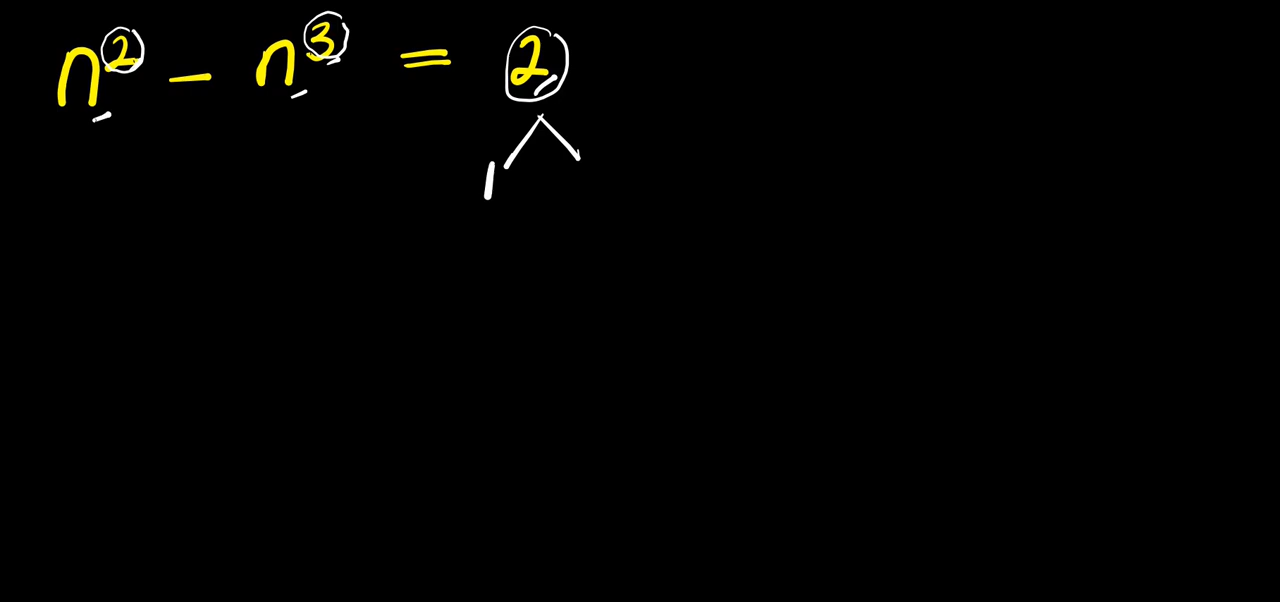 n² - n³ = 2
1